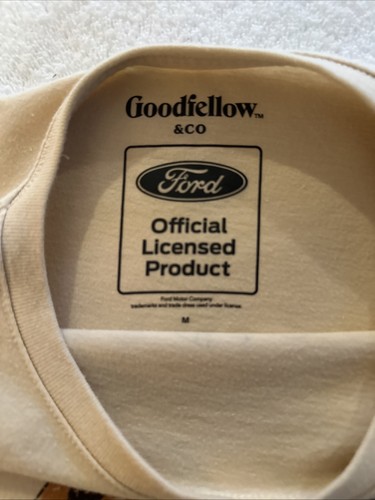 Goodfellow™
&CO
Ford
Official
Licensed
Product
Ford Motor Company
trademarks and trade dress used under license.
M